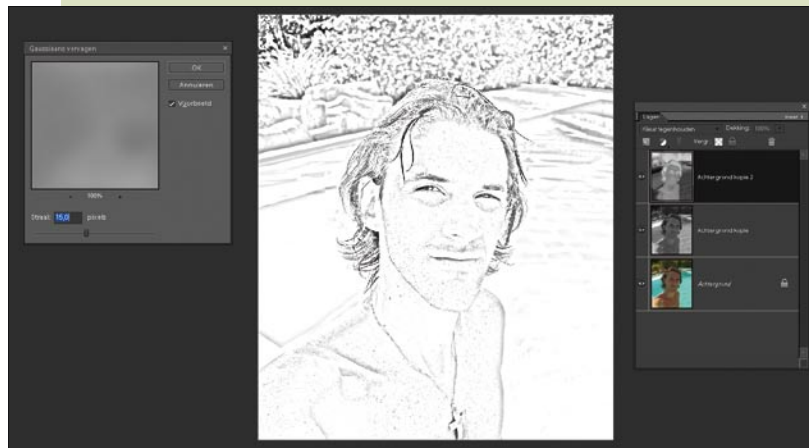 Gaussiaans vervagen
OK
Annuleren
Voorbeeld
100%
Straal: 15,0 pixels
Lagen
Kleur tegenhouden Dekking: 100%
Vergr.:
Achtergrond kopie 2
Achtergrond kopie
Achtergrond